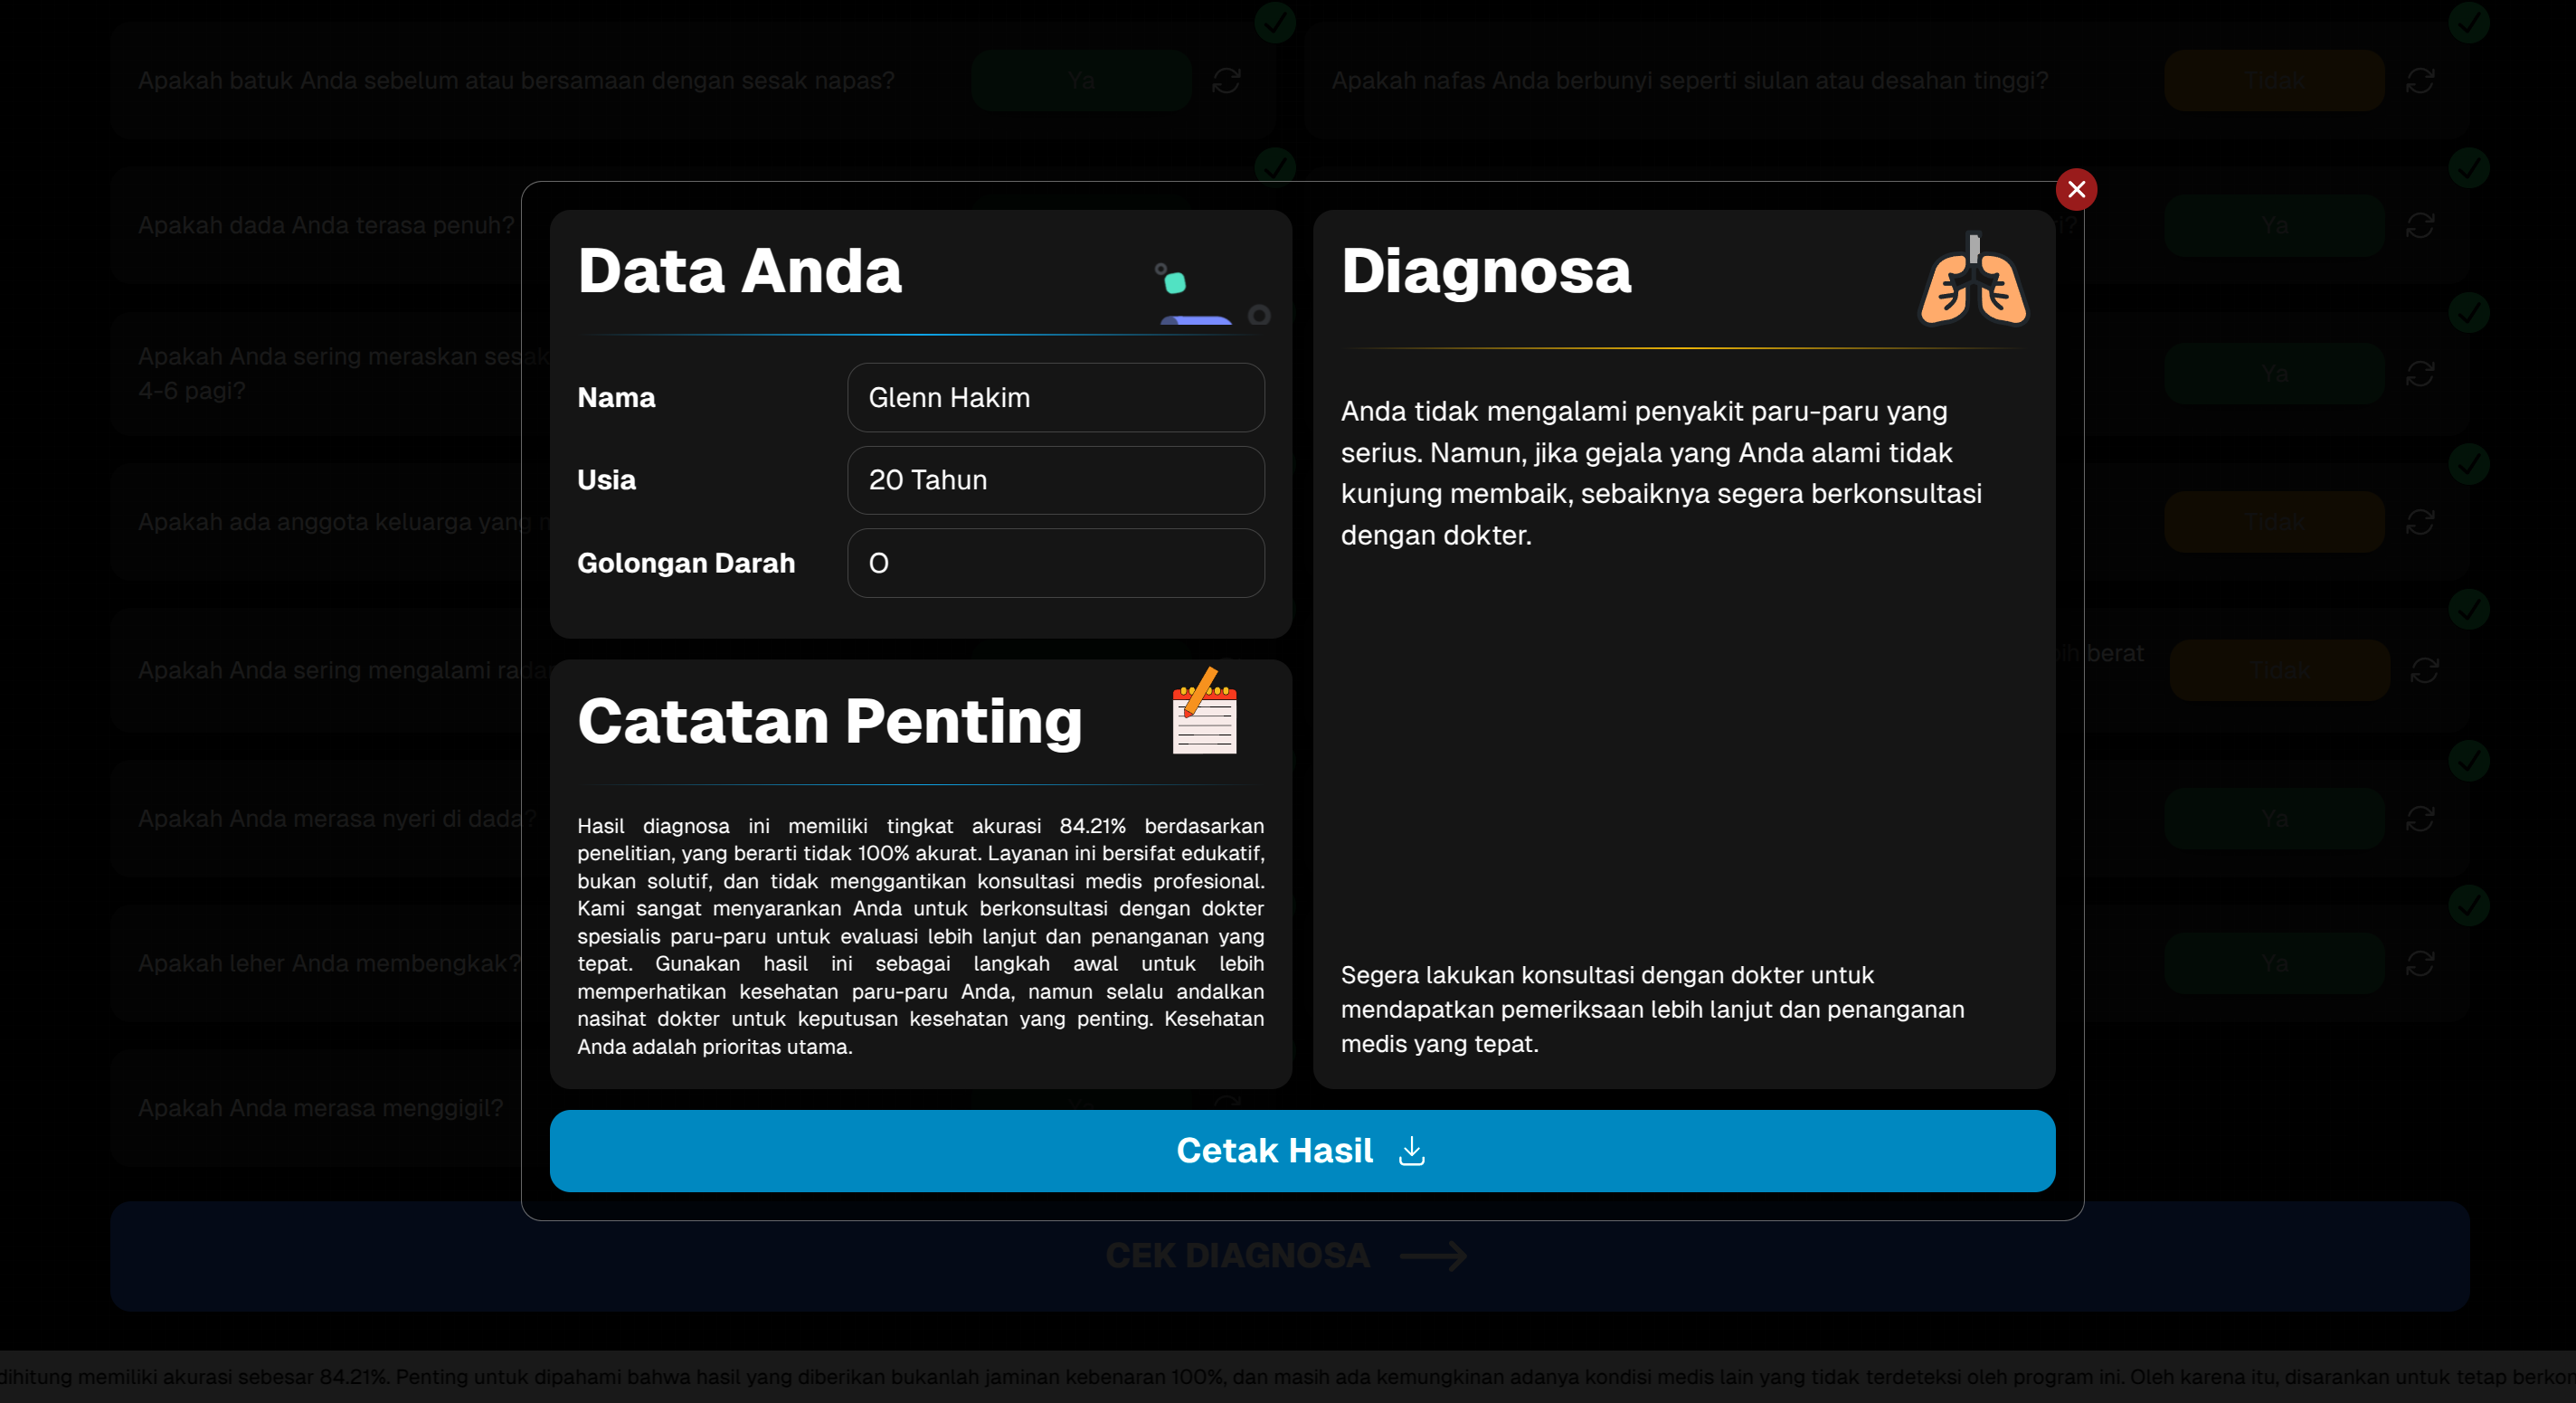 Apakah batuk Anda sebelum atau bersamaan dengan sesak napas?
Ya
Apakah nafas Anda berbunyi seperti siulan atau desahan tinggi?
Tidak
Apakah dada Anda terasa penuh?
i?
Ya
Apakah Anda sering meraskan sesak
4-6 pagi?
Ya
Apakah ada anggota keluarga yang
Tidak
Apakah Anda sering mengalami radan
berat
Tidak
Apakah Anda merasa nyeri di dada?
Ya
Apakah leher Anda membengkak?
Ya
Apakah Anda merasa menggigil?
Data Anda
Nama
Glenn Hakim
Usia
20 Tahun
Golongan Darah
O
Catatan Penting
Hasil diagnosa ini memiliki tingkat akurasi 84.21% berdasarkan
penelitian, yang berarti tidak 100% akurat. Layanan ini bersifat edukatif,
bukan solutif, dan tidak menggantikan konsultasi medis profesional.
Kami sangat menyarankan Anda untuk berkonsultasi dengan dokter
spesialis paru-paru untuk evaluasi lebih lanjut dan penanganan yang
tepat. Gunakan hasil ini sebagai langkah awal untuk lebih
memperhatikan kesehatan paru-paru Anda, namun selalu andalkan
nasihat dokter untuk keputusan kesehatan yang penting. Kesehatan
Anda adalah prioritas utama.
Diagnosa
Anda tidak mengalami penyakit paru-paru yang
serius. Namun, jika gejala yang Anda alami tidak
kunjung membaik, sebaiknya segera berkonsultasi
dengan dokter.
Segera lakukan konsultasi dengan dokter untuk
mendapatkan pemeriksaan lebih lanjut dan penanganan
medis yang tepat.
Cetak Hasil
CEK DIAGNOSA
dihitung memiliki akurasi sebesar 84.21%. Penting untuk dipahami bahwa hasil yang diberikan bukanlah jaminan kebenaran 100%, dan masih ada kemungkinan adanya kondisi medis lain yang tidak terdeteksi oleh program ini. Oleh karena itu, disarankan untuk tetap berkon